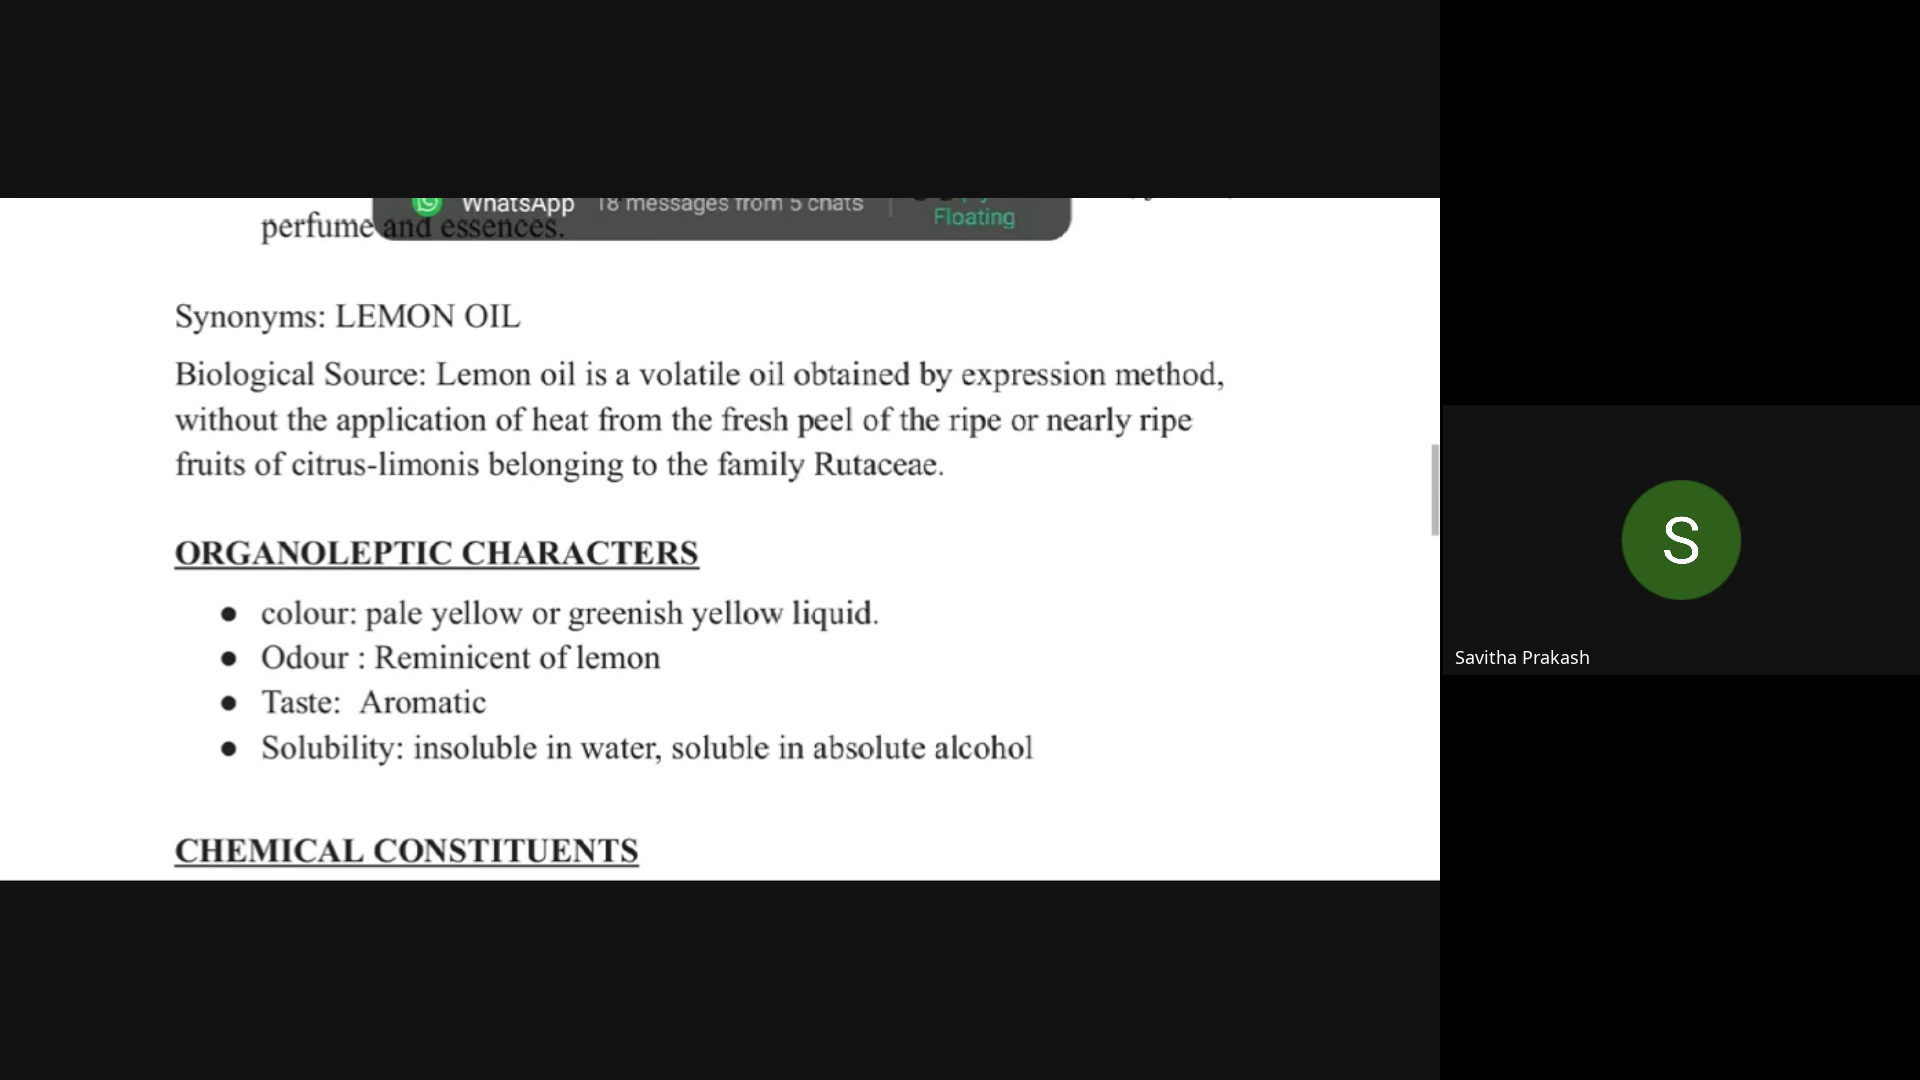 WhatsApp 18 messages from 5 chats
Floating
perfume and essences.
Synonyms: LEMON OIL
Biological Source: Lemon oil is a volatile oil obtained by expression method,
without the application of heat from the fresh peel of the ripe or nearly ripe
fruits of citrus-limonis belonging to the family Rutaceae.
ORGANOLEPTIC CHARACTERS
● colour: pale yellow or greenish yellow liquid.
● Odour : Reminicent of lemon
● Taste: Aromatic
● Solubility: insoluble in water, soluble in absolute alcohol
CHEMICAL CONSTITUENTS
S
Savitha Prakash